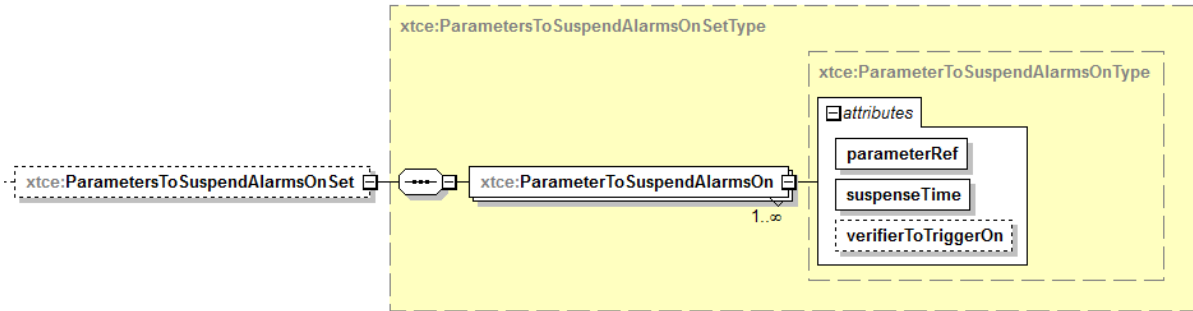 xtce:ParametersToSuspendAlarmsOnSetType
xtce:ParameterToSuspendAlarmsOnType
attributes
parameterRef
xtce:ParametersToSuspendAlarmsOnSet
xtce:ParameterToSuspendAlarmsOn
suspenseTime
1..∞
verifierToTriggerOn